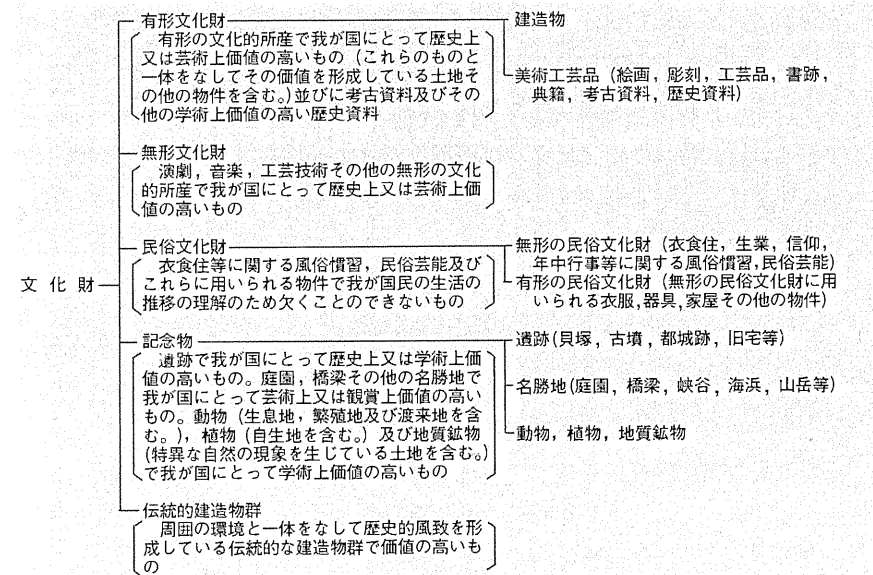 文化財
有形文化財
有形の文化的所産で我が国にとって歴史上
又は芸術上価値の高いもの（これらのものと
一体をなしてその価値を形成している土地そ
の他の物件を含む。）並びに考古資料及びその
他の学術上価値の高い歴史資料
建造物
美術工芸品（絵画，彫刻，工芸品，書跡，
典籍，考古資料，歴史資料）
無形文化財
演劇，音楽，工芸技術その他の無形の文化
的所産で我が国にとって歴史上又は芸術上価
値の高いもの
民俗文化財
衣食住等に関する風俗慣習，民俗芸能及び
これらに用いられる物件で我が国民の生活の
推移の理解のため欠くことのできないもの
無形の民俗文化財（衣食住，生業，信仰，
年中行事等に関する風俗慣習，民俗芸能）
有形の民俗文化財（無形の民俗文化財に用
いられる衣服，器具，家屋その他の物件）
記念物
遺跡で我が国にとって歴史上又は学術上価
値の高いもの。庭園，橋梁その他の名勝地で
我が国にとって芸術上又は観賞上価値の高い
もの。動物（生息地，繁殖地及び渡来地を含
む。），植物（自生地を含む。）及び地質鉱物
（特異な自然の現象を生じている土地を含む。）
で我が国にとって学術上価値の高いもの
遺跡（貝塚，古墳，都城跡，旧宅等）
名勝地（庭園，橋梁，峡谷，海浜，山岳等）
動物，植物，地質鉱物
伝統的建造物群
周囲の環境と一体をなして歴史的風致を形
成している伝統的な建造物群で価値の高いも
の